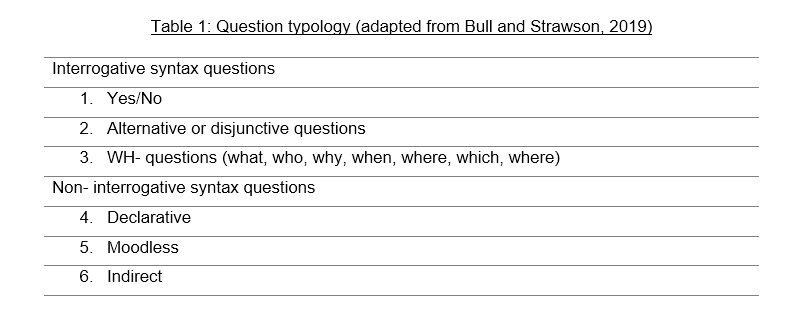 Table 1: Question typology (adapted from Bull and Strawson, 2019)
Interrogative syntax questions
1. Yes/No
2. Alternative or disjunctive questions
3. WH- questions (what, who, why, when, where, which, where)
Non- interrogative syntax questions
4. Declarative
5. Moodless
6. Indirect